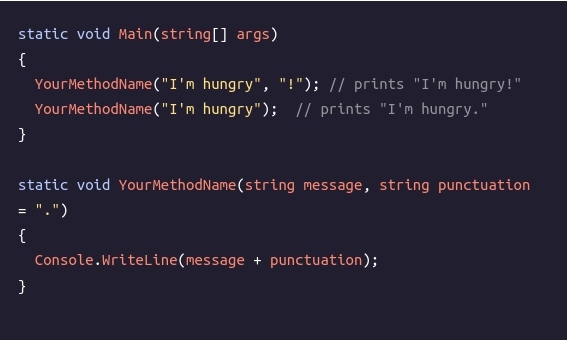 static void Main(string[] args)
{
  YourMethodName("I'm hungry", "!"); // prints "I'm hungry!"
  YourMethodName("I'm hungry");  // prints "I'm hungry."
}

static void YourMethodName(string message, string punctuation
= ".")
{
  Console.WriteLine(message + punctuation);
}